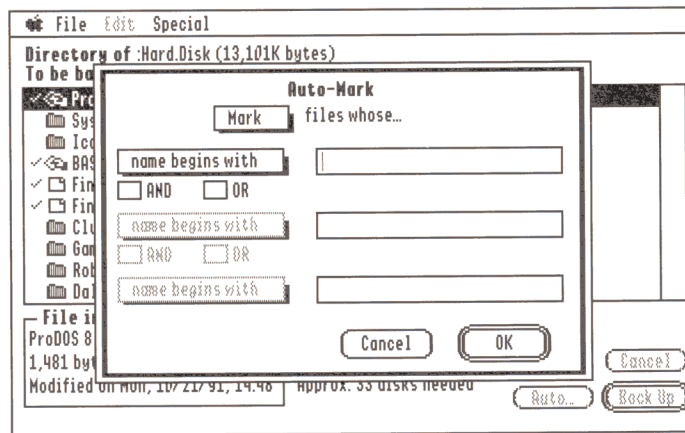 File Edit Special
Directory of :Hard.Disk (13,101K bytes)
To be ba
Auto-Mark
Mark files whose...
Pro
Sys
Ico
BAS
Fin
Fin
Clu
Gam
Rob
Dal
name begins with
AND OR
name begins with
AND OR
name begins with
Cancel OK
File i
ProDOS 8
1,481 byt
Modified on Mon, 10/21/91, 14:48
Approx. 33 disks needed
Cancel
Auto... Back Up